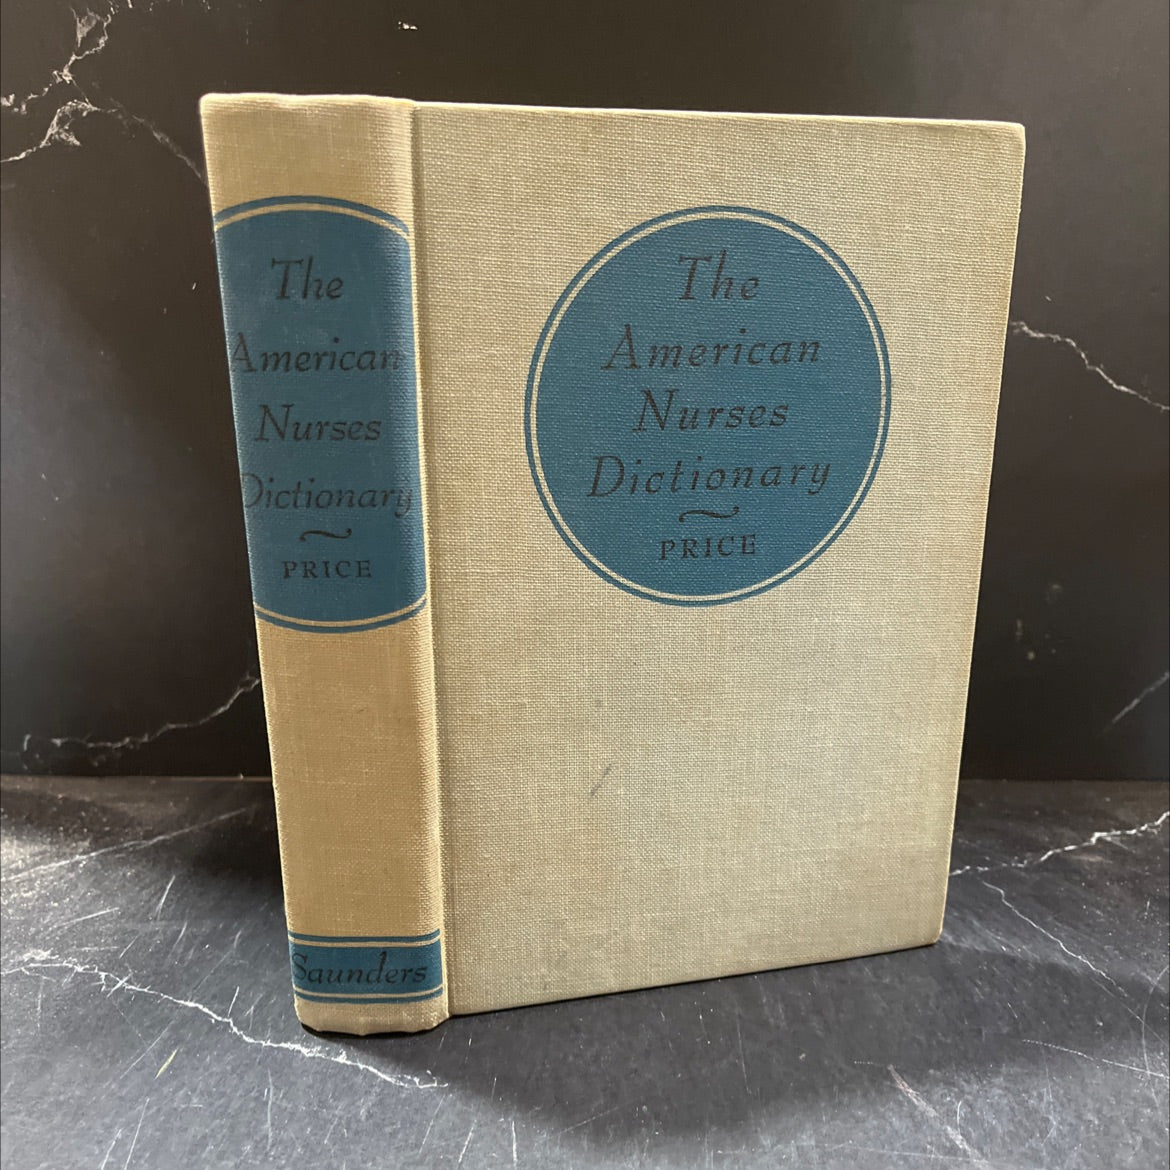 The
American
Nurses
Dictionary
PRICE
Saunders
The
American
Nurses
Dictionary
PRICE